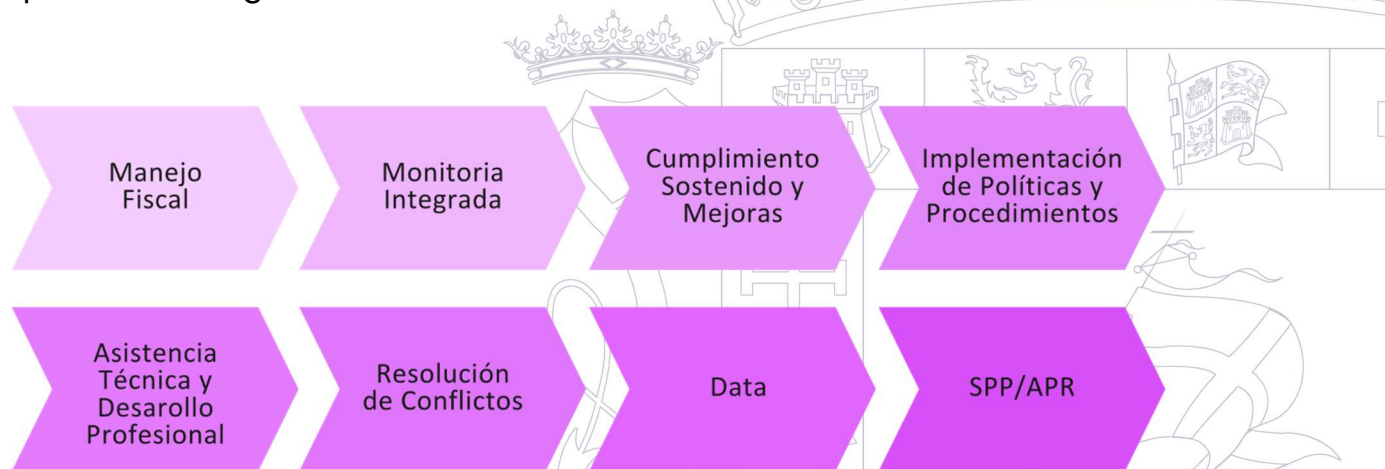 Manejo
Fiscal
Monitoria
Integrada
Cumplimiento
Sostenido y
Mejoras
Implementación
de Políticas y
Procedimientos
Asistencia
Técnica y
Desarollo
Profesional
Resolución
de Conflictos
Data
SPP/APR